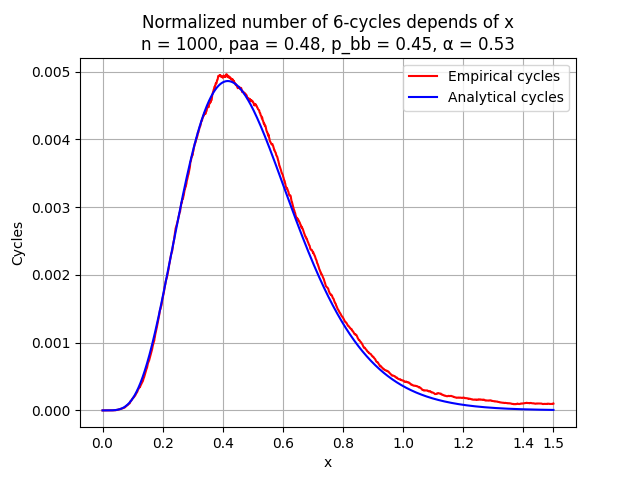 Normalized number of 6-cycles depends of x
n = 1000, paa = 0.48, p_bb = 0.45, α = 0.53
Empirical cycles
Analytical cycles
0.005
0.004
0.003
0.002
0.001
0.000
Cycles
0.0 0.2 0.4 0.6 0.8 1.0 1.2 1.4 1.5
x